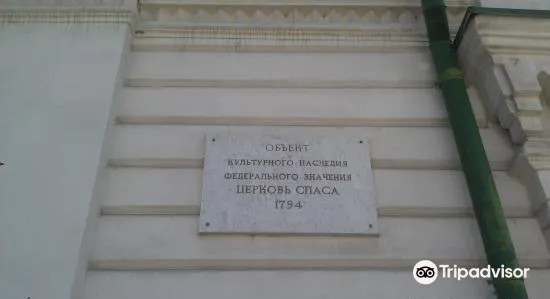 ОБЪЕКТ
КУЛЬТУРНОГО НАСЛЕДИЯ
ФЕДЕРАЛЬНОГО ЗНАЧЕНИЯ
ЦЕРКОВЬ СПАСА
1794
Tripadvisor